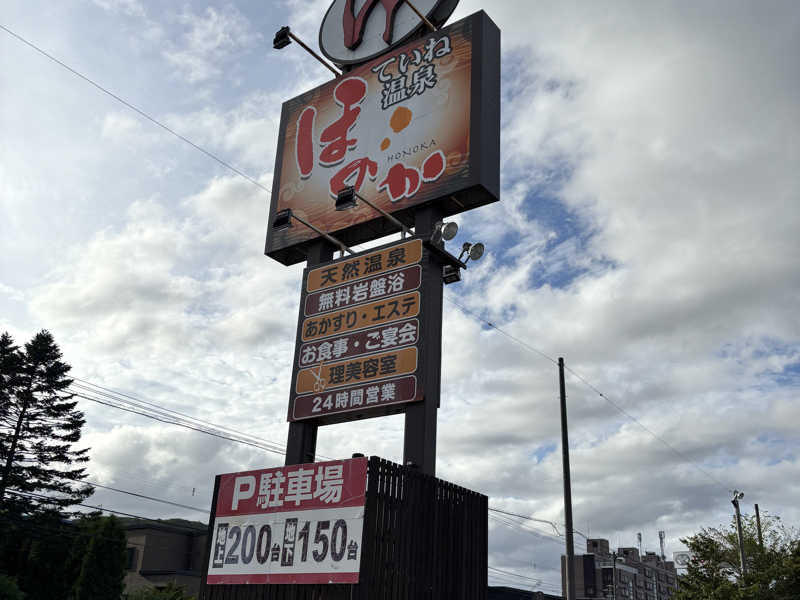 ていね
温泉
ほのか
HONOKA
天然温泉
無料岩盤浴
あかすり・エステ
お食事・ご宴会
理美容室
24時間営業
P駐車場
地上200台 地下150台